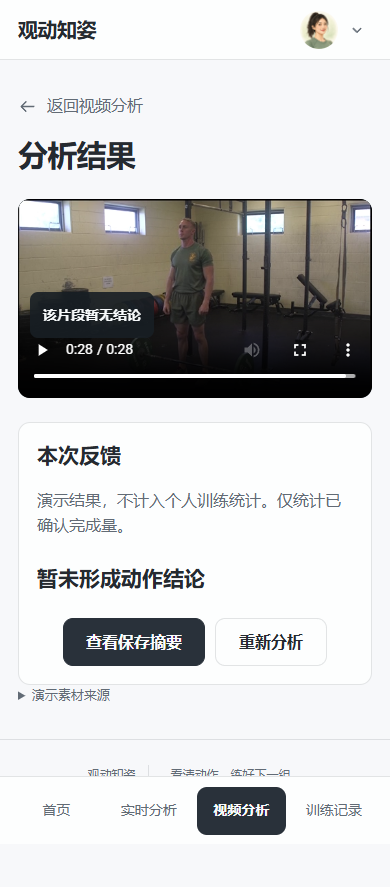 观动知姿
返回视频分析
分析结果
该片段暂无结论
0:28 / 0:28
本次反馈
演示结果，不计入个人训练统计。仅统计已
确认完成量。
暂未形成动作结论
查看保存摘要
重新分析
演示素材来源
观动知姿
看清动作，练好下一组
首页
实时分析
视频分析
训练记录